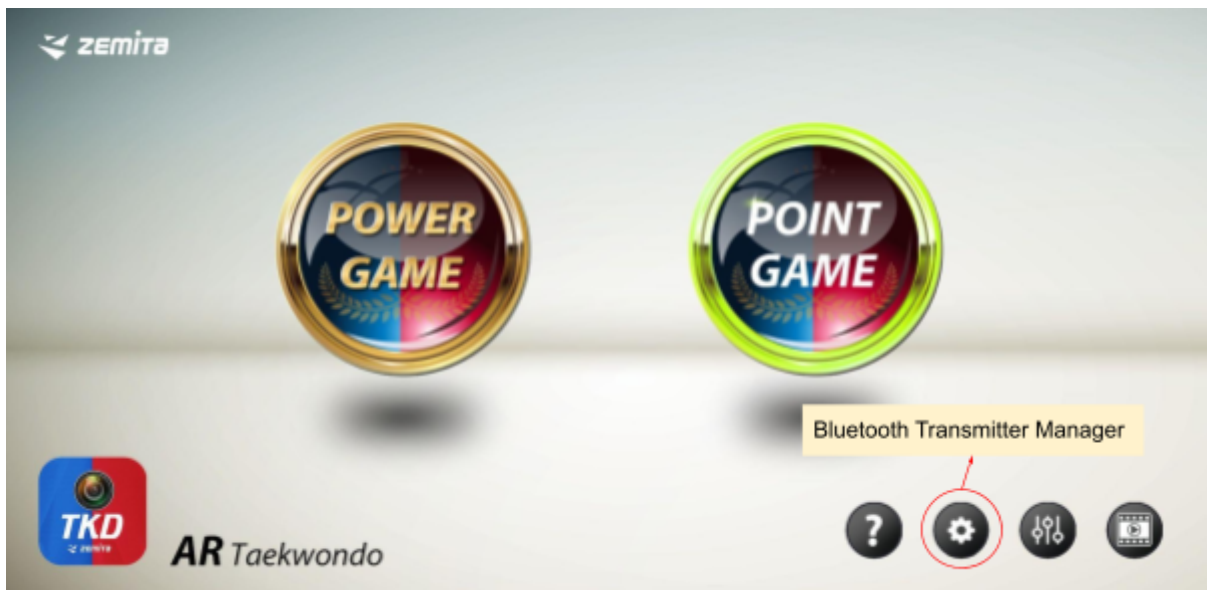 zemita
POWER
GAME
POINT
GAME
Bluetooth Transmitter Manager
?
TKD
zemita
AR Taekwondo